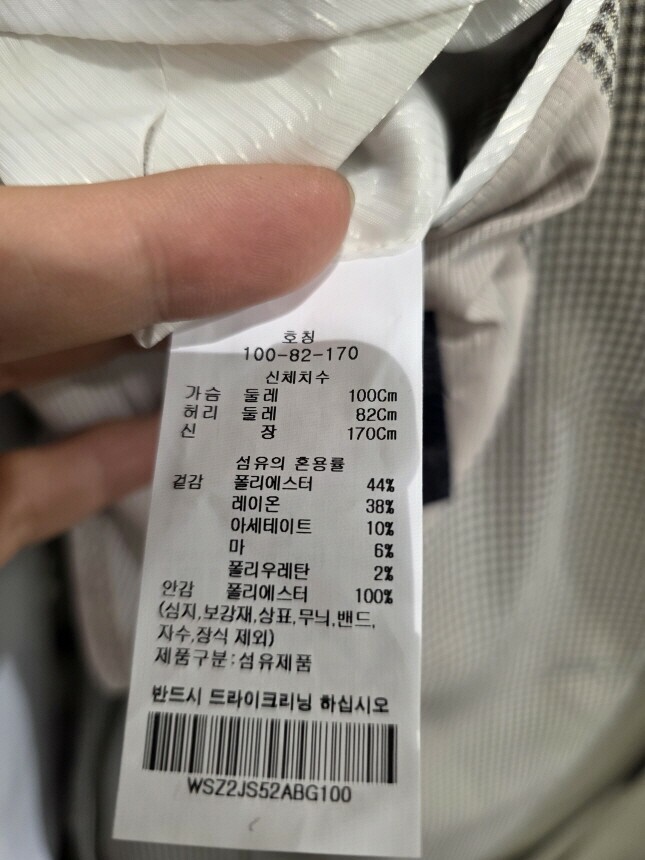 호칭
100-82-170
신체치수
가슴 둘레 100Cm
허리 둘레 82Cm
신 장 170Cm
섬유의 혼용률
겉감 폴리에스터 44%
레이온 38%
아세테이트 10%
마 6%
폴리우레탄 2%
안감 폴리에스터 100%
(심지,보강재,상표,무늬,밴드,
자수,장식 제외)
제품구분:섬유제품
반드시 드라이크리닝 하십시오
WSZ2JS52ABG100